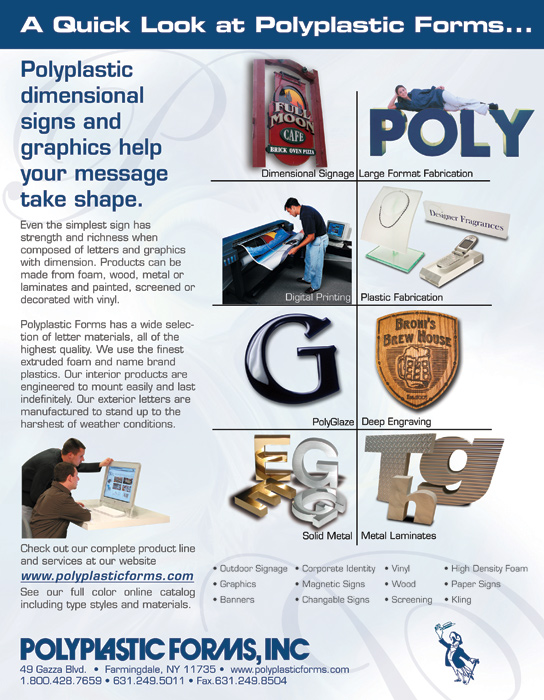 A Quick Look at Polyplastic Forms...
Polyplastic
dimensional
signs and
graphics help
your message
take shape.
Even the simplest sign has
strength and richness when
composed of letters and graphics
with dimension. Products can be
made from foam, wood, metal or
laminates and painted, screened or
decorated with vinyl.
Polyplastic Forms has a wide selec-
tion of letter materials, all of the
highest quality. We use the finest
extruded foam and name brand
plastics. Our interior products are
engineered to mount easily and last
indefinitely. Our exterior letters are
manufactured to stand up to the
harshest of weather conditions.
Check out our complete product line
and services at our website
www.polyplasticforms.com
See our full color online catalog
including type styles and materials.
FULL
MOON
CAFE
BRICK OVEN PIZZA
Dimensional Signage
POLY
Large Format Fabrication
Digital Printing
Designer Fragrances
Plastic Fabrication
G
PolyGlaze
BROHI'S
BREW HOUSE
Deep Engraving
F G
E G
Solid Metal
T h g
Metal Laminates
• Outdoor Signage • Corporate Identity • Vinyl • High Density Foam
• Graphics • Magnetic Signs • Wood • Paper Signs
• Banners • Changable Signs • Screening • Kling
POLYPLASTIC FORMS, INC
49 Gazza Blvd. • Farmingdale, NY 11735 • www.polyplasticforms.com
1.800.428.7659 • 631.249.5011 • Fax.631.249.8504